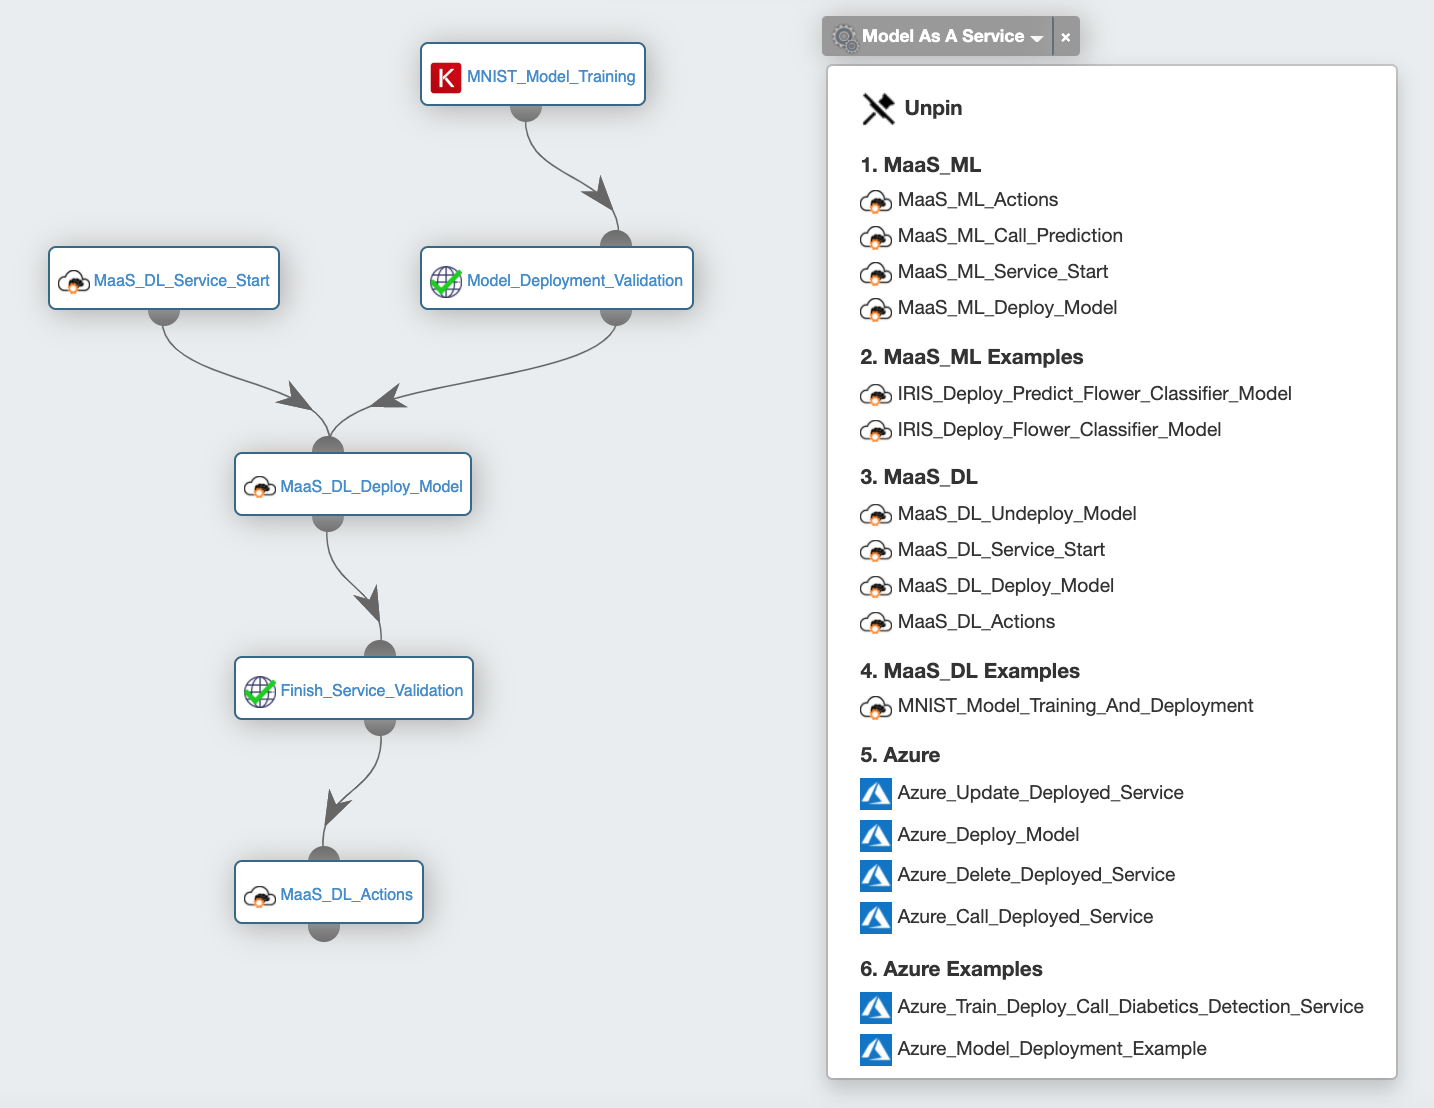 MNIST_Model_Training
MaaS_DL_Service_Start
Model_Deployment_Validation
MaaS_DL_Deploy_Model
Finish_Service_Validation
MaaS_DL_Actions
Model As A Service
×
Unpin
1. MaaS_ML
MaaS_ML_Actions
MaaS_ML_Call_Prediction
MaaS_ML_Service_Start
MaaS_ML_Deploy_Model
2. MaaS_ML Examples
IRIS_Deploy_Predict_Flower_Classifier_Model
IRIS_Deploy_Flower_Classifier_Model
3. MaaS_DL
MaaS_DL_Undeploy_Model
MaaS_DL_Service_Start
MaaS_DL_Deploy_Model
MaaS_DL_Actions
4. MaaS_DL Examples
MNIST_Model_Training_And_Deployment
5. Azure
Azure_Update_Deployed_Service
Azure_Deploy_Model
Azure_Delete_Deployed_Service
Azure_Call_Deployed_Service
6. Azure Examples
Azure_Train_Deploy_Call_Diabetics_Detection_Service
Azure_Model_Deployment_Example